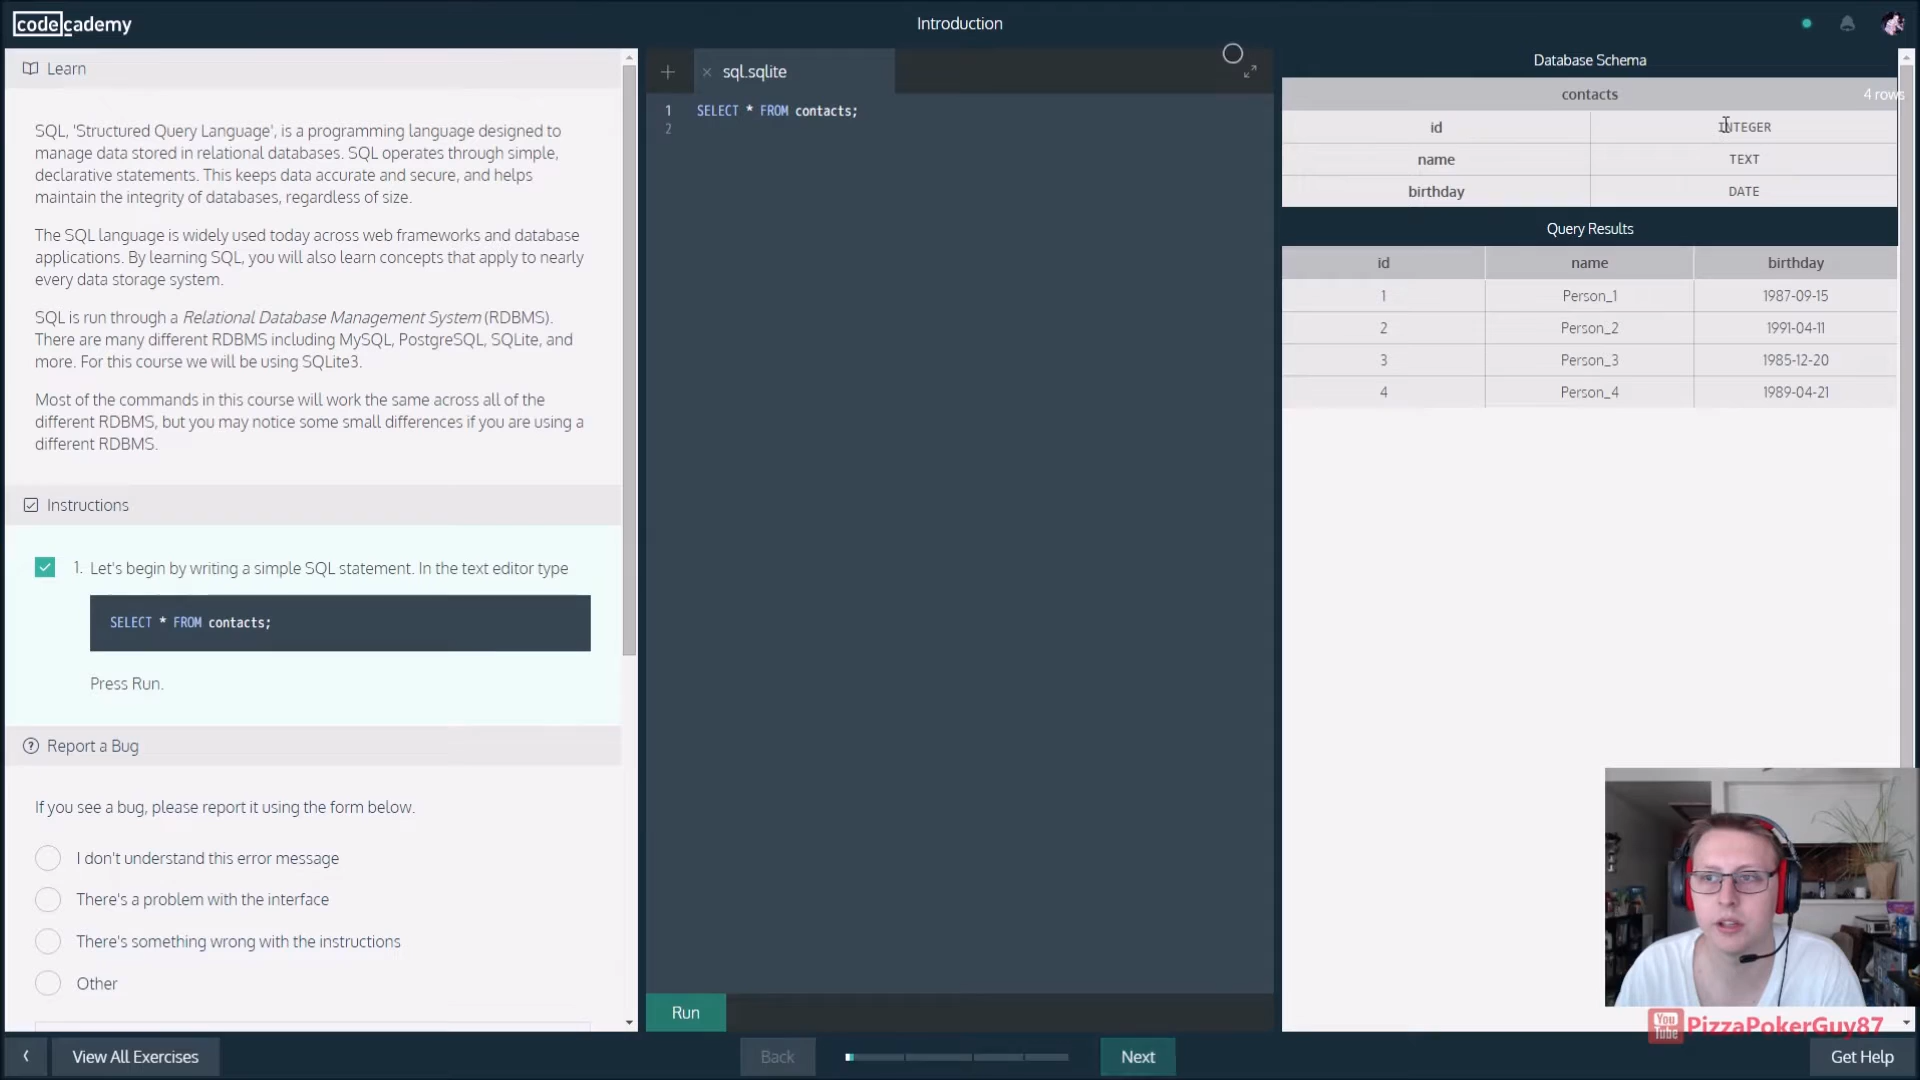 codecademy
Introduction
Learn
SQL, 'Structured Query Language', is a programming language designed to
manage data stored in relational databases. SQL operates through simple,
declarative statements. This keeps data accurate and secure, and helps
maintain the integrity of databases, regardless of size.
The SQL language is widely used today across web frameworks and database
applications. By learning SQL, you will also learn concepts that apply to nearly
every data storage system.
SQL is run through a Relational Database Management System (RDBMS).
There are many different RDBMS including MySQL, PostgreSQL, SQLite, and
more. For this course we will be using SQLite3.
Most of the commands in this course will work the same across all of the
different RDBMS, but you may notice some small differences if you are using a
different RDBMS.
Instructions
1. Let's begin by writing a simple SQL statement. In the text editor type
SELECT * FROM contacts;
Press Run.
Report a Bug
If you see a bug, please report it using the form below.
I don't understand this error message
There's a problem with the interface
There's something wrong with the instructions
Other
View All Exercises
sql.sqlite
1 SELECT * FROM contacts;
2
Run
Back
Next
Database Schema
contacts 4 rows
id INTEGER
name TEXT
birthday DATE
Query Results
id name birthday
1 Person_1 1987-09-15
2 Person_2 1991-04-11
3 Person_3 1985-12-20
4 Person_4 1989-04-21
You Tube PizzaPokerGuy87
Get Help